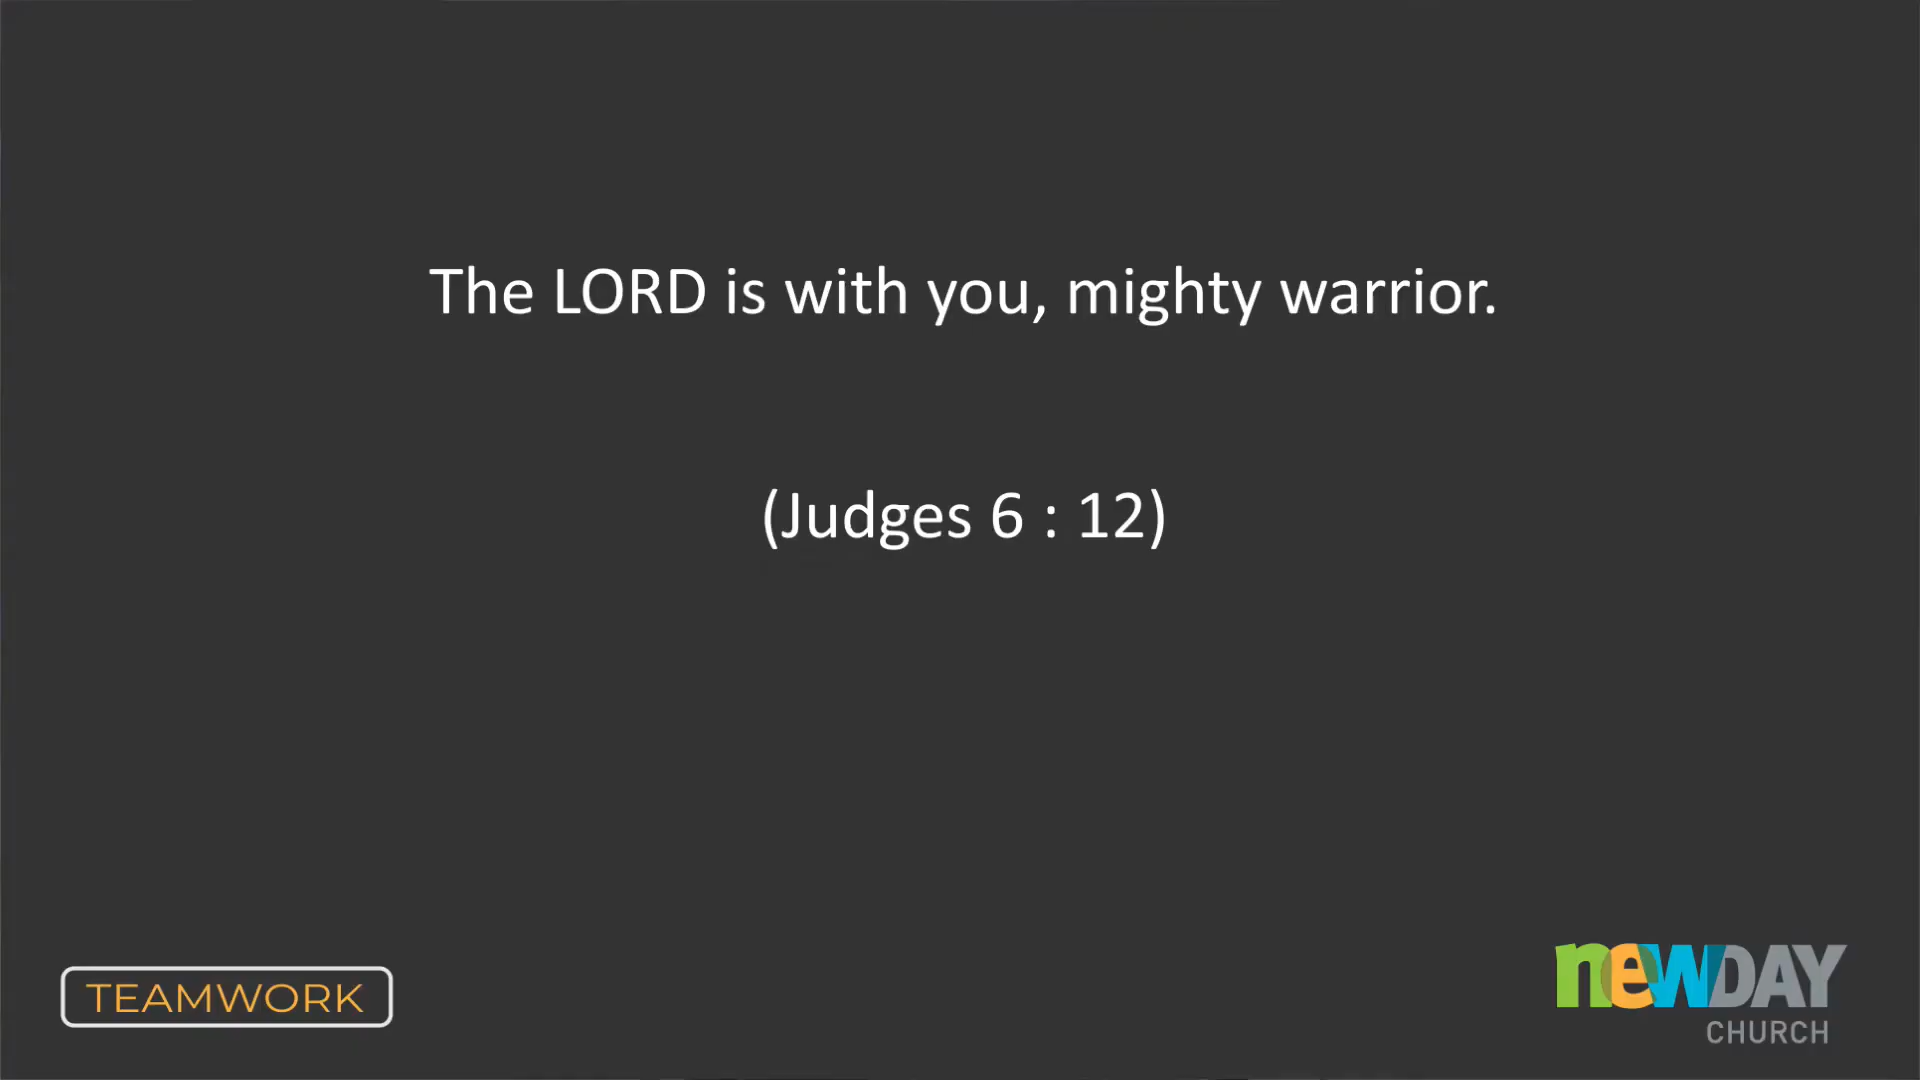 The LORD is with you, mighty warrior.
(Judges 6 : 12)
TEAMWORK
newDAY
CHURCH